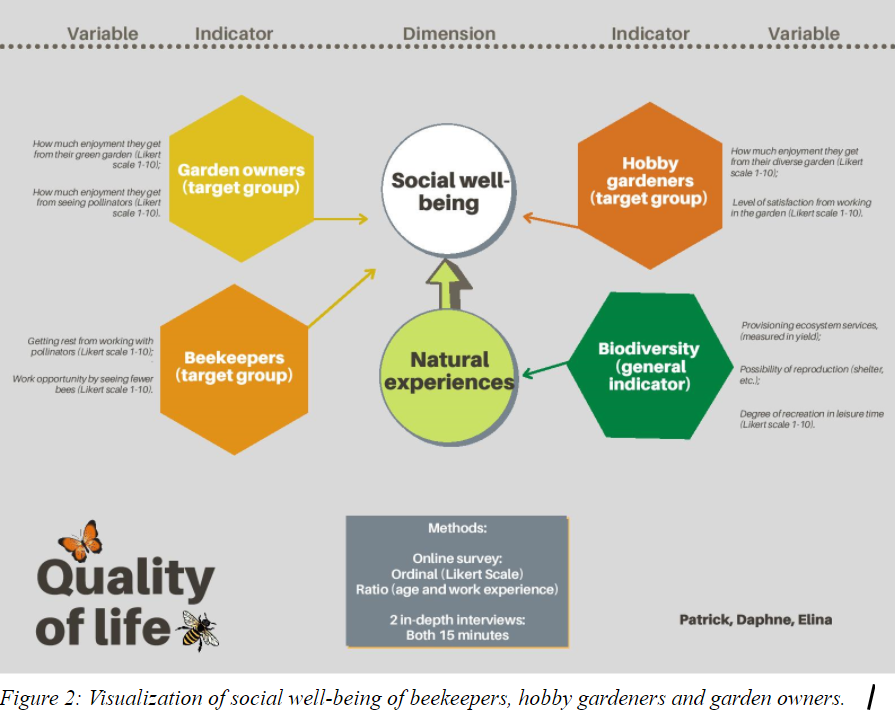 Variable Indicator Dimension Indicator Variable
How much enjoyment they get
from their green garden (Likert
scale 1-10);
How much enjoyment they get
from seeing pollinators (Likert
scale 1-10).
Garden owners
(target group)
Social well-
being
Hobby
gardeners
(target group)
How much enjoyment they get
from their diverse garden (Likert
scale 1-10);
Level of satisfaction from working
in the garden (Likert scale 1-10).
Getting rest from working with
pollinators (Likert scale 1-10);
Work opportunity by seeing fewer
bees (Likert scale 1-10).
Beekeepers
(target group)
Natural
experiences
Biodiversity
(general
indicator)
Provisioning ecosystem services,
(measured in yield);
Possibility of reproduction (shelter,
etc.);
Degree of recreation in leisure time
(Likert scale 1-10).
Quality
of life
Methods:
Online survey:
Ordinal (Likert Scale)
Ratio (age and work experience)
2 in-depth interviews:
Both 15 minutes
Patrick, Daphne, Elina
Figure 2: Visualization of social well-being of beekeepers, hobby gardeners and garden owners.